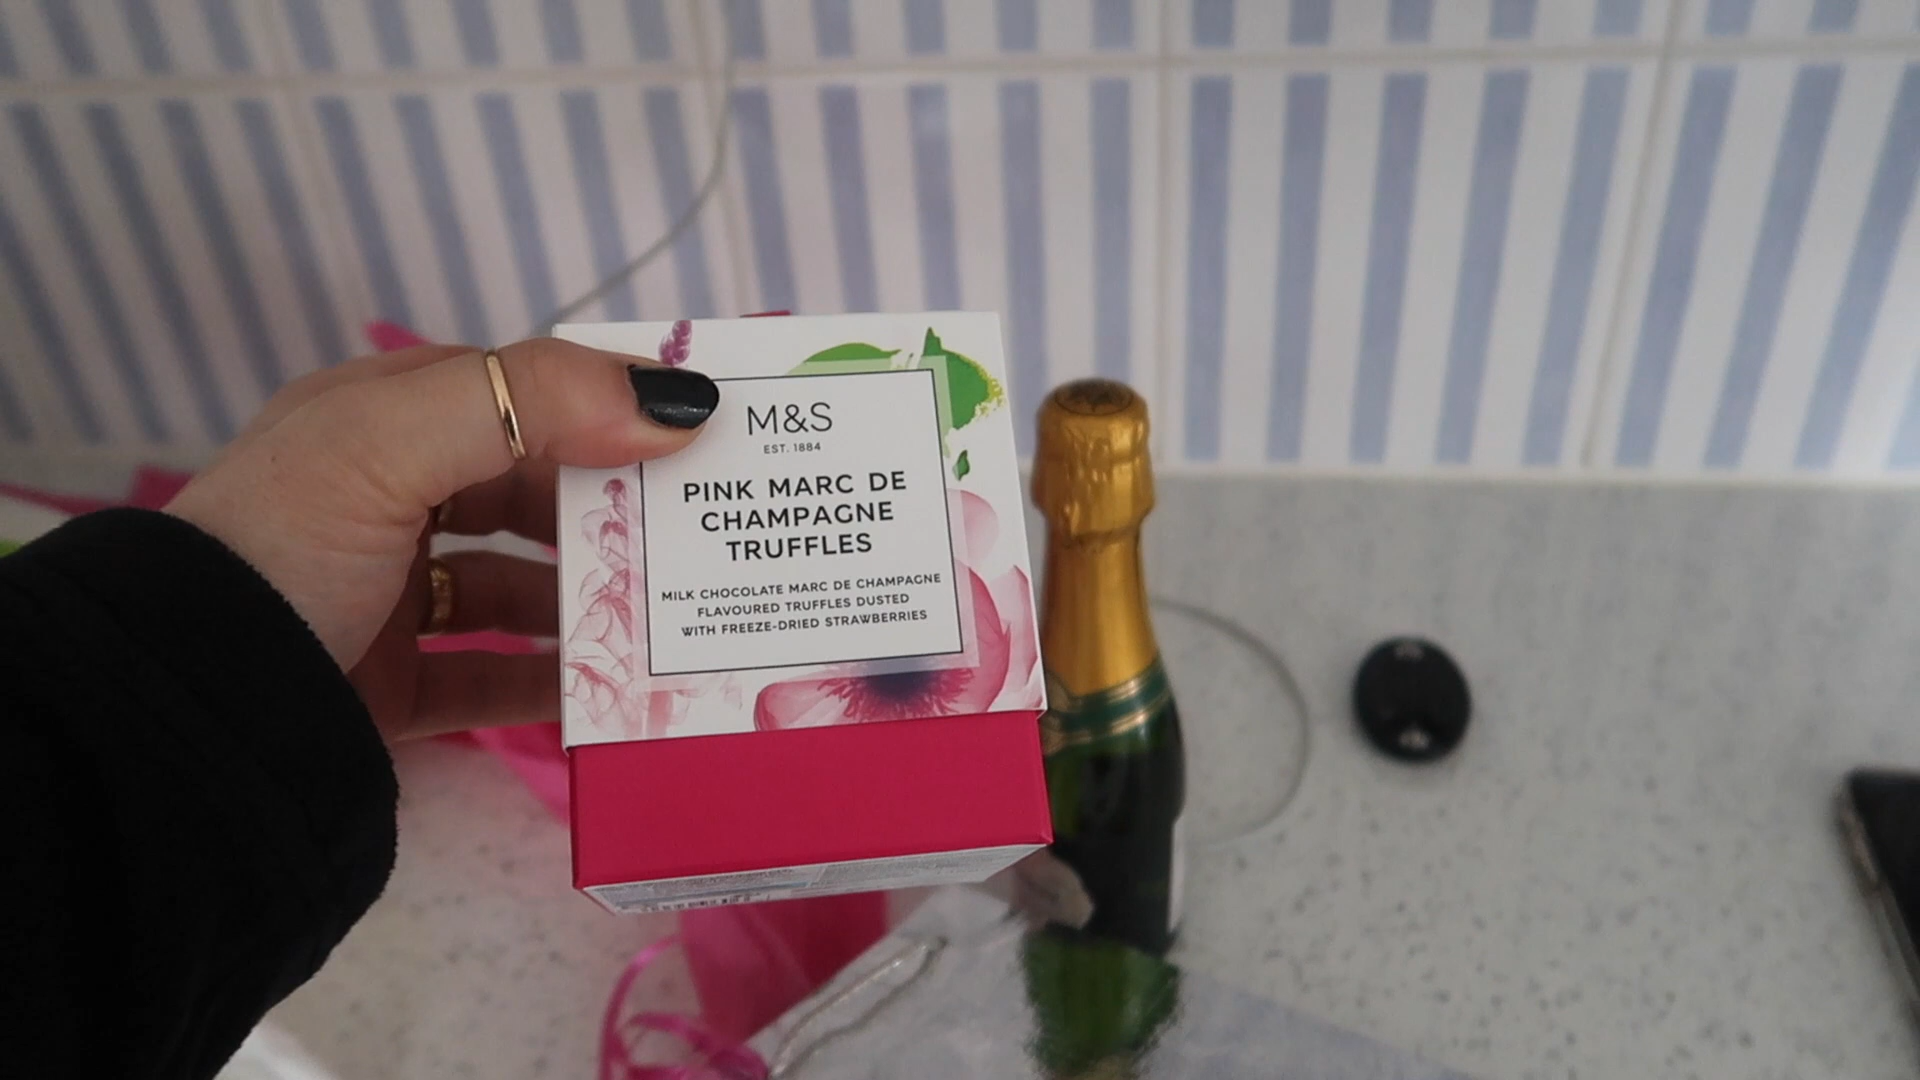 M&S
EST. 1884
PINK MARC DE
CHAMPAGNE
TRUFFLES
MILK CHOCOLATE MARC DE CHAMPAGNE
FLAVOURED TRUFFLES DUSTED
WITH FREEZE-DRIED STRAWBERRIES